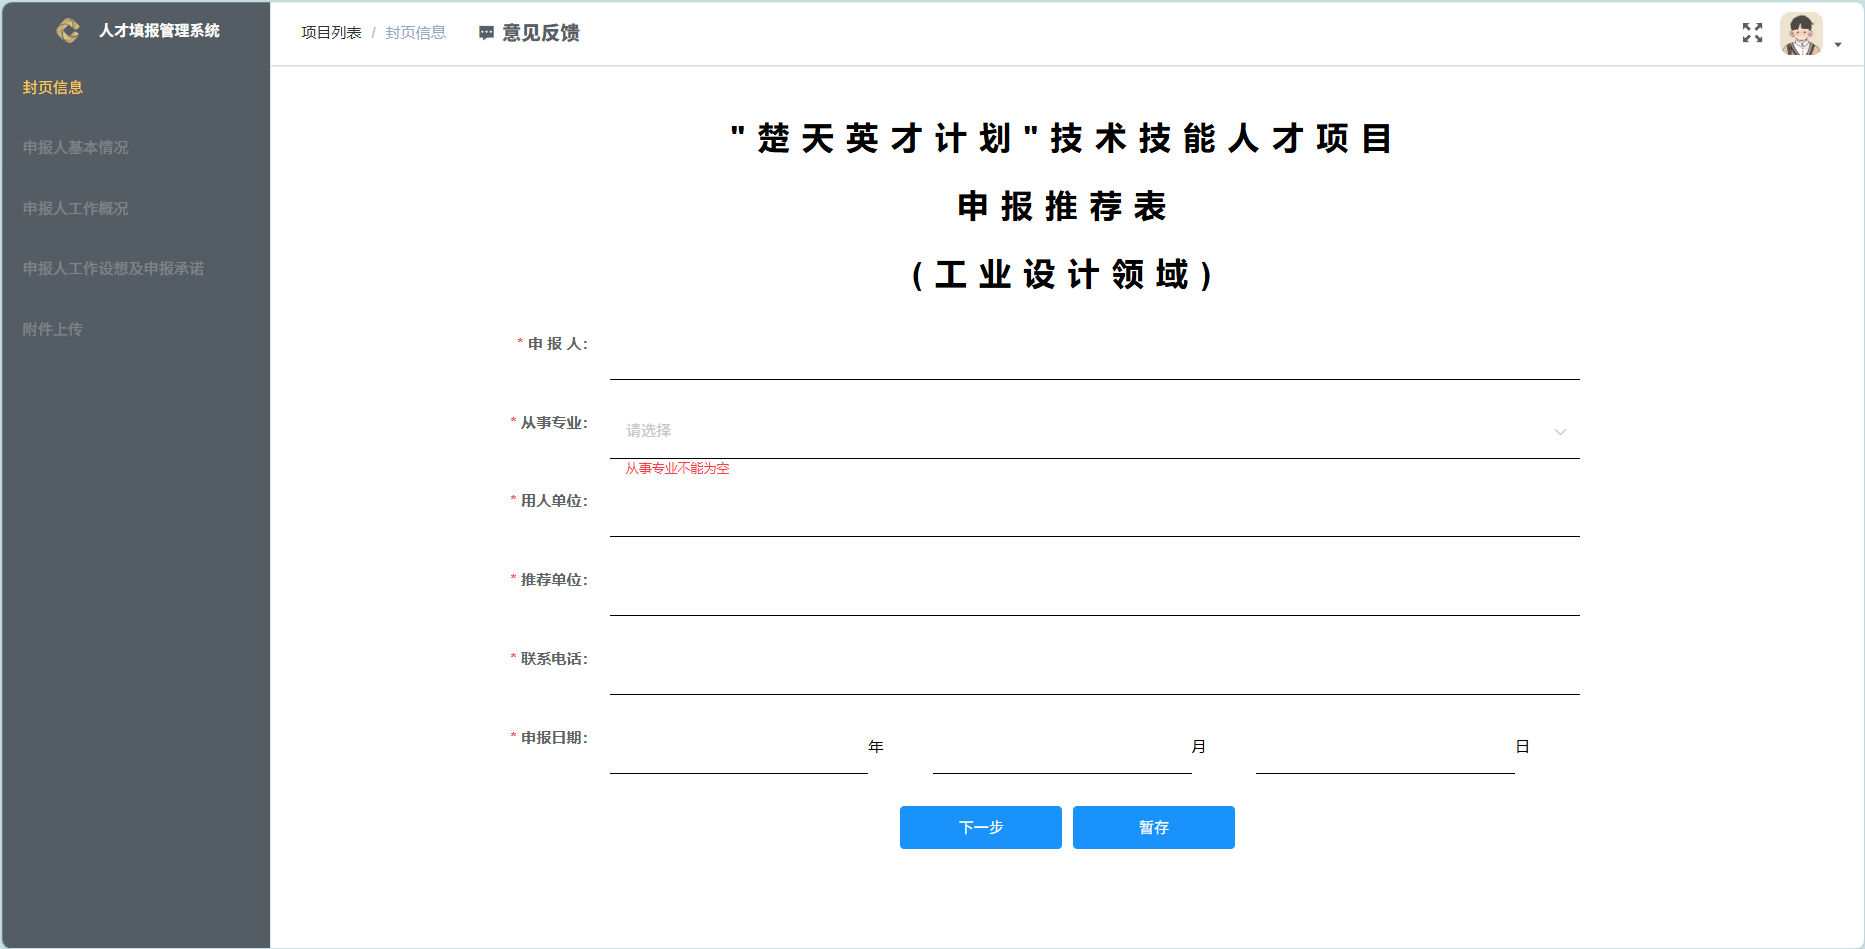 人才填报管理系统
项目列表 / 封页信息
意见反馈
封页信息
申报人基本情况
申报人工作概况
申报人工作设想及申报承诺
附件上传
"楚天英才计划"技术技能人才项目
申报推荐表
(工业设计领域)
* 申 报 人：
* 从事专业：
请选择
从事专业不能为空
* 用人单位：
* 推荐单位：
* 联系电话：
* 申报日期：
年 月 日
下一步 暂存